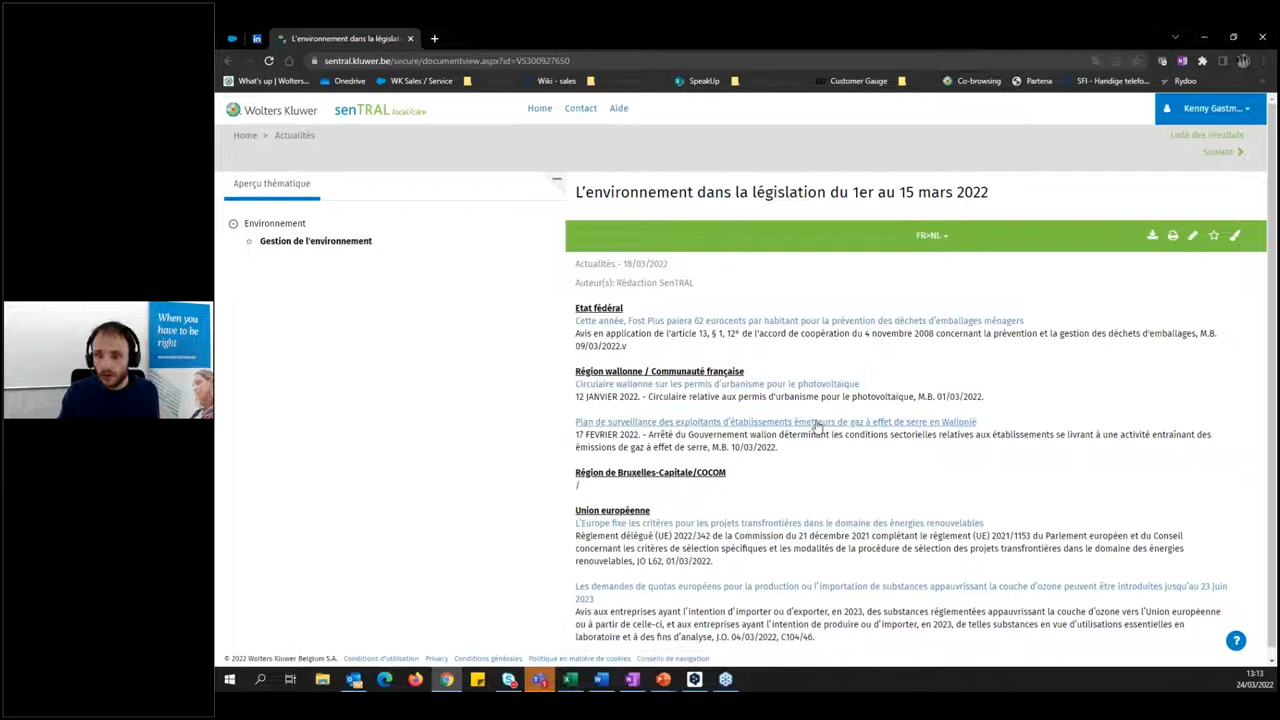 L'environnement dans la législat
sentral.kluwer.be/secure/documentview.aspx?id=VS300927650
What's up | Wolters...
Onedrive
WK Sales / Service
Wiki - sales
SpeakUp
Customer Gauge
Co-browsing
Partena
SFI - Handige telefo...
Rydoo
Wolters Kluwer
senTRAL local/care
Home
Contact
Aide
Kenny Gastm...
Home > Actualités
Liste des résultats
Suivant
Aperçu thématique
Environnement
Gestion de l'environnement
L'environnement dans la législation du 1er au 15 mars 2022
FR>NL
Actualités - 18/03/2022
Auteur(s): Rédaction SenTRAL
Etat fédéral
Cette année, Fost Plus paiera 62 eurocents par habitant pour la prévention des déchets d'emballages ménagers
Avis en application de l'article 13, § 1, 12° de l'accord de coopération du 4 novembre 2008 concernant la prévention et la gestion des déchets d'emballages, M.B.
09/03/2022.v
Région wallonne / Communauté française
Circulaire wallonne sur les permis d'urbanisme pour le photovoltaïque
12 JANVIER 2022. - Circulaire relative aux permis d'urbanisme pour le photovoltaïque, M.B. 01/03/2022.
Plan de surveillance des exploitants d'établissements émetteurs de gaz à effet de serre en Wallonië
17 FEVRIER 2022. - Arrêté du Gouvernement wallon déterminant les conditions sectorielles relatives aux établissements se livrant à une activité entraînant des
émissions de gaz à effet de serre, M.B. 10/03/2022.
Région de Bruxelles-Capitale/COCOM
/
Union européenne
L'Europe fixe les critères pour les projets transfrontières dans le domaine des énergies renouvelables
Règlement délégué (UE) 2022/342 de la Commission du 21 décembre 2021 complétant le règlement (UE) 2021/1153 du Parlement européen et du Conseil
concernant les critères de sélection spécifiques et les modalités de la procédure de sélection des projets transfrontières dans le domaine des énergies
renouvelables, JO L62, 01/03/2022.
Les demandes de quotas européens pour la production ou l'importation de substances appauvrissant la couche d'ozone peuvent être introduites jusqu'au 23 juin
2023
Avis aux entreprises ayant l'intention d'importer ou d'exporter, en 2023, des substances réglementées appauvrissant la couche d'ozone vers l'Union européenne
ou à partir de celle-ci, et aux entreprises ayant l'intention de produire ou d'importer, en 2023, de telles substances en vue d'utilisations essentielles en
laboratoire et à des fins d'analyse, J.O. 04/03/2022, C104/46.
When you
have to be
right
© 2022 Wolters Kluwer Belgium S.A.
Conditions d'utilisation
Privacy
Conditions générales
Politique en matière de cookies
Conseils de navigation
13:13
24/03/2022